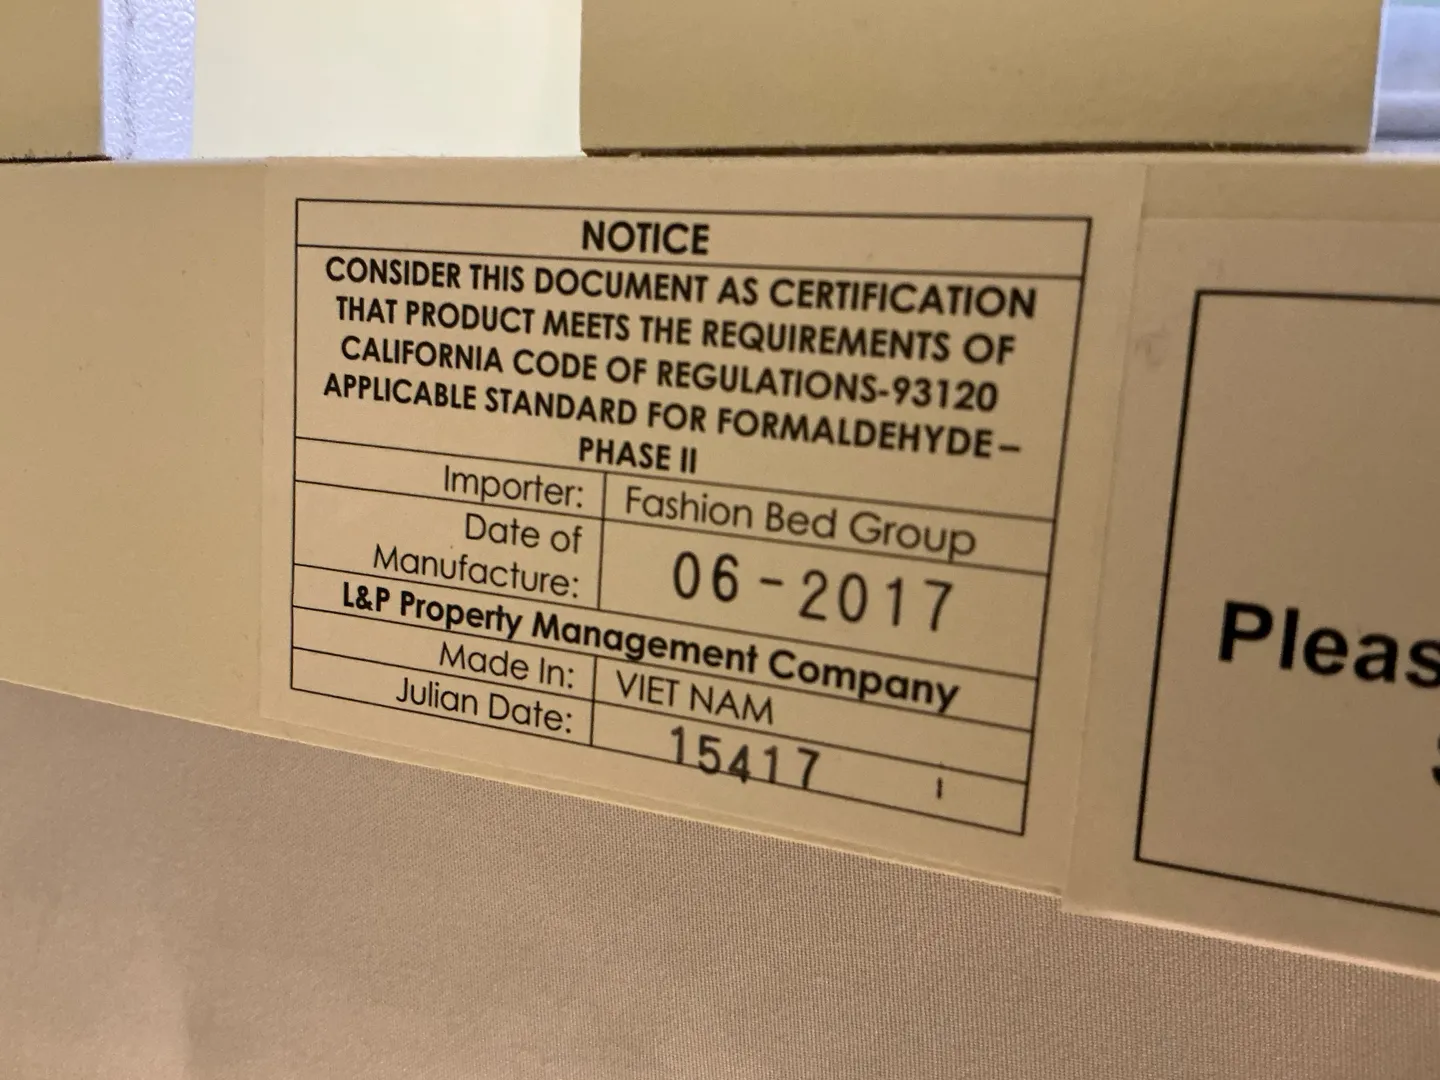 NOTICE
CONSIDER THIS DOCUMENT AS CERTIFICATION
THAT PRODUCT MEETS THE REQUIREMENTS OF
CALIFORNIA CODE OF REGULATIONS-93120
APPLICABLE STANDARD FOR FORMALDEHYDE–
PHASE II
Importer: Fashion Bed Group
Date of
Manufacture: 06-2017
L&P Property Management Company
Made In: VIET NAM
Julian Date: 15417
Pleas